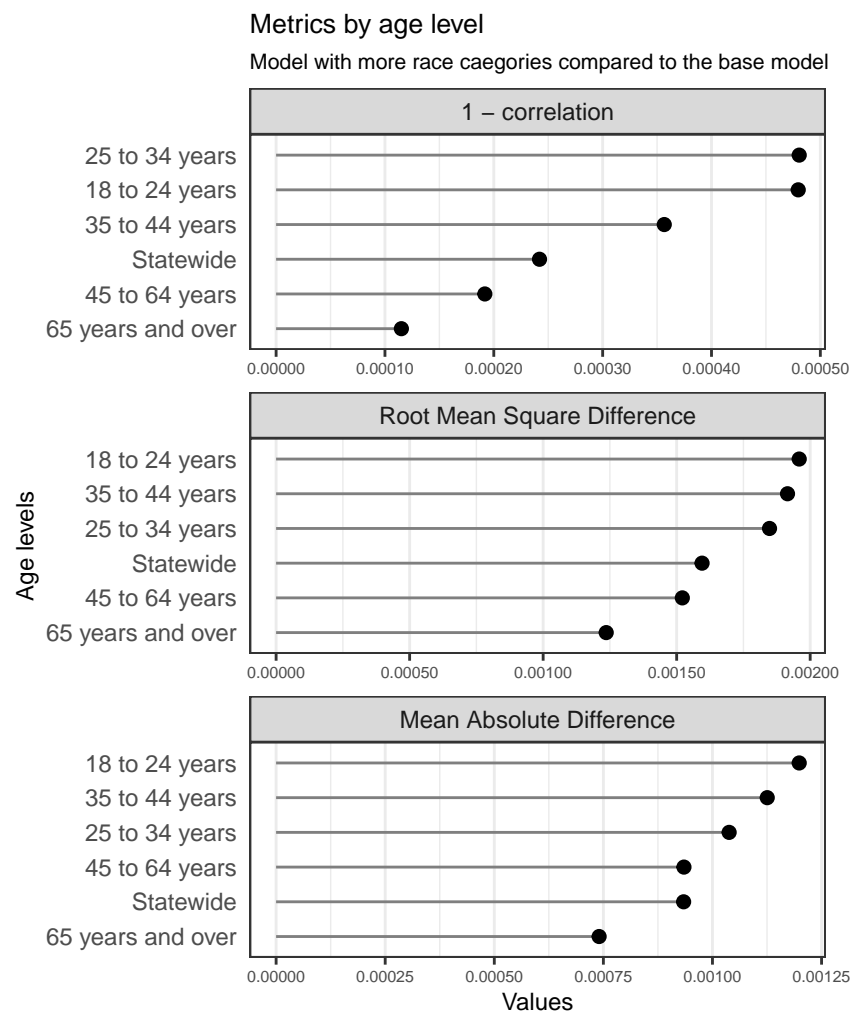 Metrics by age level
Model with more race caegories compared to the base model
1 − correlation
25 to 34 years
18 to 24 years
35 to 44 years
Statewide
45 to 64 years
65 years and over
0.00000 0.00010 0.00020 0.00030 0.00040 0.00050
Root Mean Square Difference
18 to 24 years
35 to 44 years
25 to 34 years
Statewide
45 to 64 years
65 years and over
0.00000 0.00050 0.00100 0.00150 0.00200
Mean Absolute Difference
18 to 24 years
35 to 44 years
25 to 34 years
45 to 64 years
Statewide
65 years and over
0.00000 0.00025 0.00050 0.00075 0.00100 0.00125
Values
Age levels